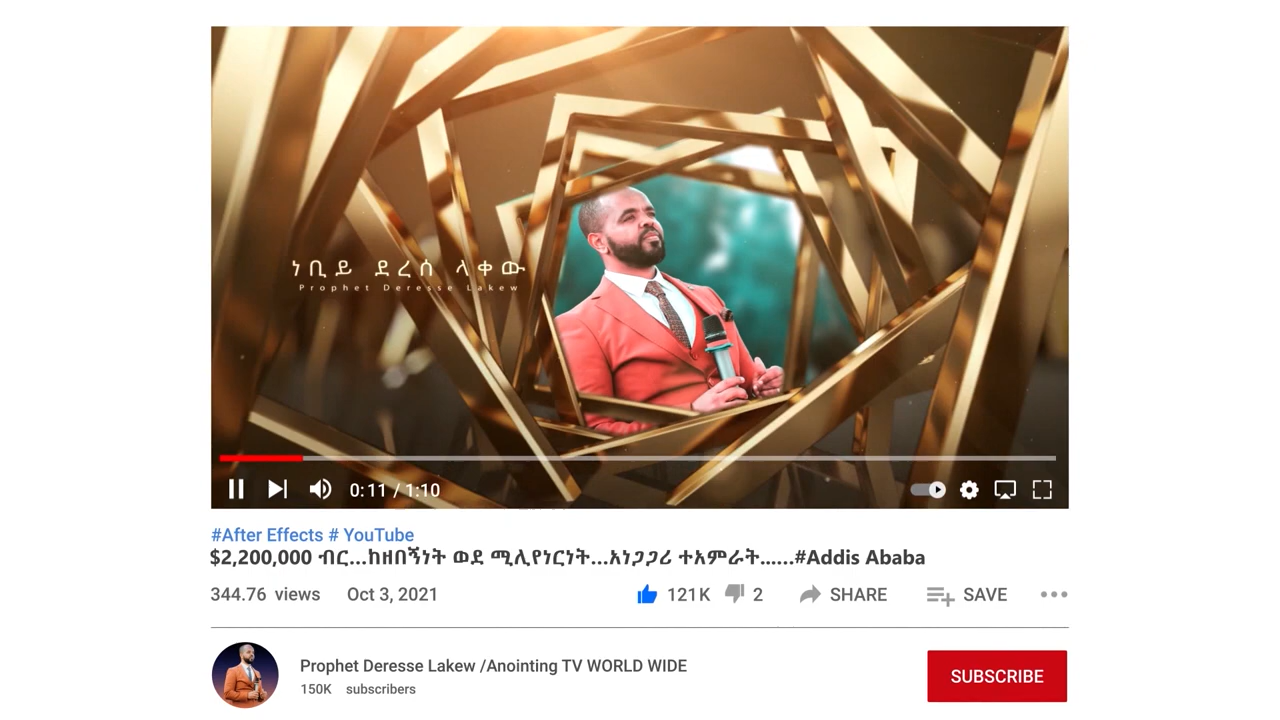 ነቢይ ደረሰ ላቀው
Prophet Deresse Lakew
0:11 / 1:10
#After Effects # YouTube
$2,200,000 ብር...ከዘበኝነት ወደ ሚሊየነርነት...አነጋጋሪ ተአምራት......#Addis Ababa
344.76 views Oct 3, 2021 121K 2 SHARE SAVE
Prophet Deresse Lakew /Anointing TV WORLD WIDE
150K subscribers
SUBSCRIBE